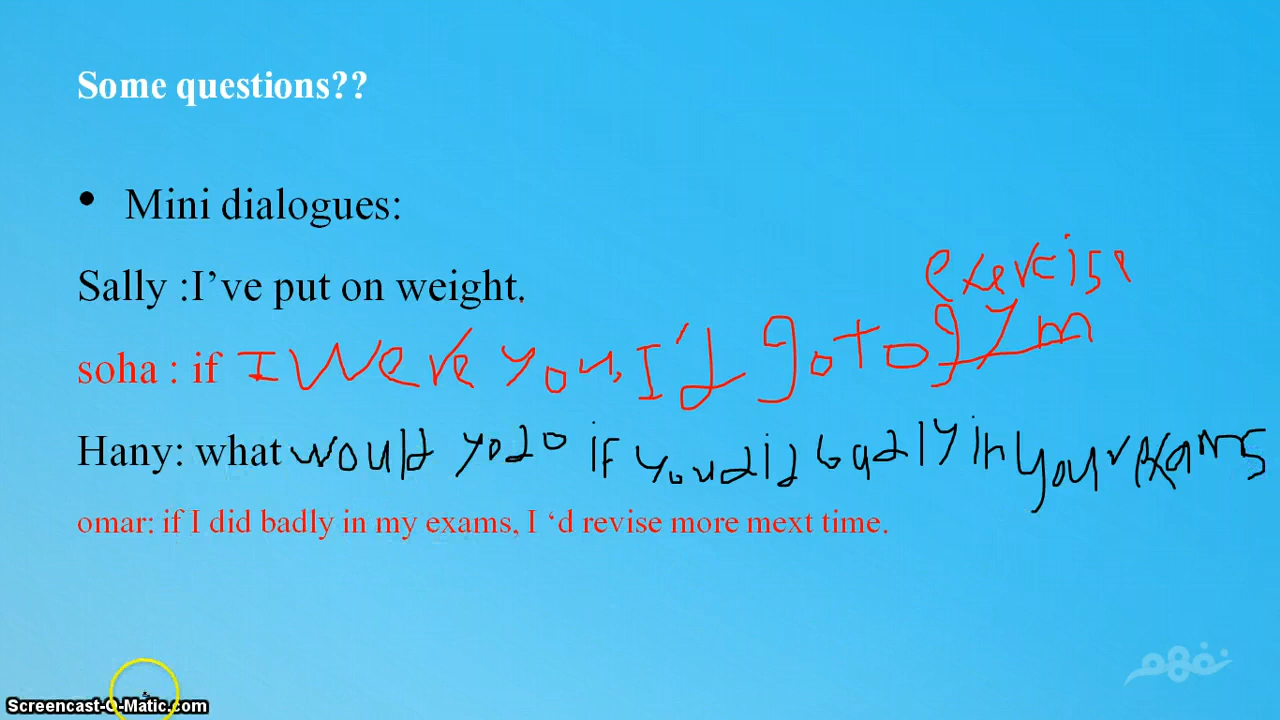 Some questions??
• Mini dialogues:
Sally :I've put on weight.
exercise
soha : if I were you, I'd go to gym
Hany: what would yo do if you did badly in your exams
omar: if I did badly in my exams, I 'd revise more mext time.
نفهم
Screencast-O-Matic.com